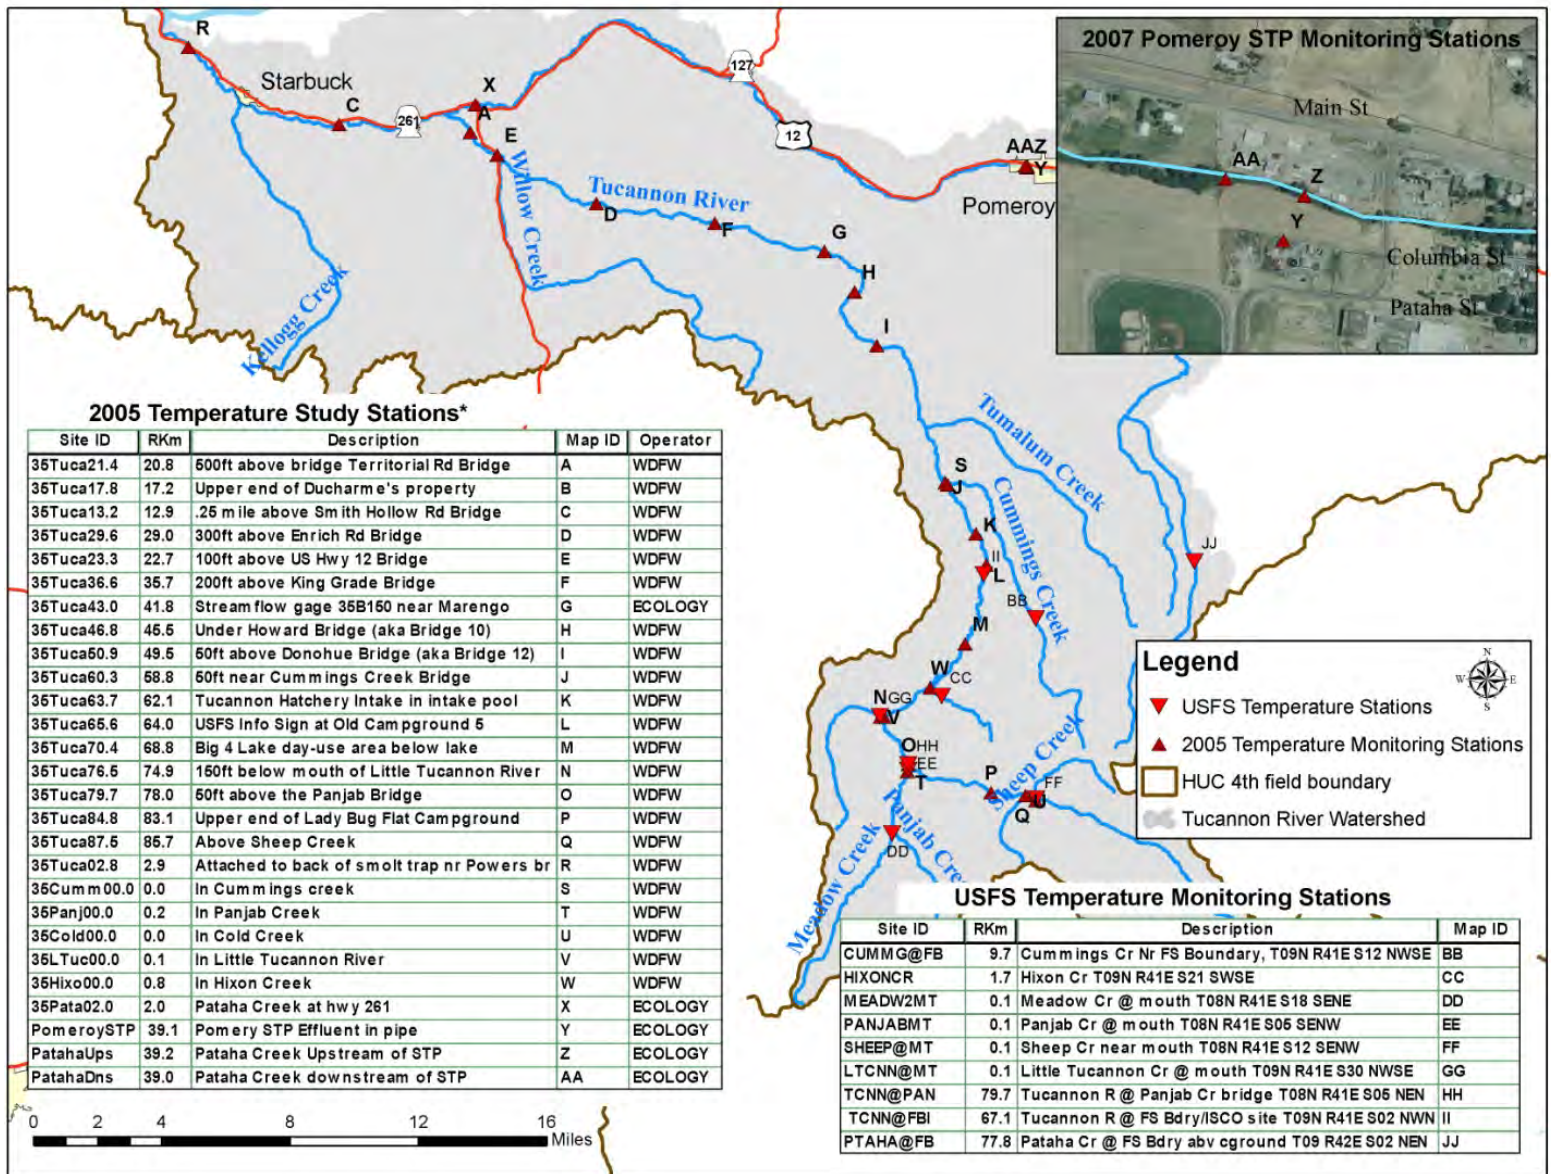 R
Starbuck
C
261
X
A
E
127
12
AAZ
Y
Pomeroy
Willow Creek
Tucannon River
D
F
G
H
I
Kellogg Creek
2007 Pomeroy STP Monitoring Stations
Main St
AA
Z
Y
Columbia St
Pataha St
Tumalum Creek
S
J
Cummings Creek
K
II
L
JJ
BB
M
W
CC
N GG
V
O HH
EE
T
P
Sheep Creek
FF
U
Q
Panjab Cree
DD
Meadow Creek
2005 Temperature Study Stations*
Site ID RKm Description Map ID Operator
35Tuca21.4 20.8 500ft above bridge Territorial Rd Bridge A WDFW
35Tuca17.8 17.2 Upper end of Ducharme's property B WDFW
35Tuca13.2 12.9 .25 mile above Smith Hollow Rd Bridge C WDFW
35Tuca29.6 29.0 300ft above Enrich Rd Bridge D WDFW
35Tuca23.3 22.7 100ft above US Hwy 12 Bridge E WDFW
35Tuca36.6 35.7 200ft above King Grade Bridge F WDFW
35Tuca43.0 41.8 Streamflow gage 35B150 near Marengo G ECOLOGY
35Tuca46.8 45.5 Under Howard Bridge (aka Bridge 10) H WDFW
35Tuca50.9 49.5 50ft above Donohue Bridge (aka Bridge 12) I WDFW
35Tuca60.3 58.8 50ft near Cummings Creek Bridge J WDFW
35Tuca63.7 62.1 Tucannon Hatchery Intake in intake pool K WDFW
35Tuca65.6 64.0 USFS Info Sign at Old Campground 5 L WDFW
35Tuca70.4 68.8 Big 4 Lake day-use area below lake M WDFW
35Tuca76.5 74.9 150ft below mouth of Little Tucannon River N WDFW
35Tuca79.7 78.0 50ft above the Panjab Bridge O WDFW
35Tuca84.8 83.1 Upper end of Lady Bug Flat Campground P WDFW
35Tuca87.5 85.7 Above Sheep Creek Q WDFW
35Tuca02.8 2.9 Attached to back of smolt trap nr Powers br R WDFW
35Cumm00.0 0.0 In Cummings creek S WDFW
35Panj00.0 0.2 In Panjab Creek T WDFW
35Cold00.0 0.0 In Cold Creek U WDFW
35LTuc00.0 0.1 In Little Tucannon River V WDFW
35Hixo00.0 0.8 In Hixon Creek W WDFW
35Pata02.0 2.0 Pataha Creek at hwy 261 X ECOLOGY
PomeroySTP 39.1 Pomery STP Effluent in pipe Y ECOLOGY
PatahaUps 39.2 Pataha Creek Upstream of STP Z ECOLOGY
PatahaDns 39.0 Pataha Creek downstream of STP AA ECOLOGY
0 2 4 8 12 16 Miles
Legend
N
W E
S
USFS Temperature Stations
2005 Temperature Monitoring Stations
HUC 4th field boundary
Tucannon River Watershed
USFS Temperature Monitoring Stations
Site ID RKm Description Map ID
CUMMG@FB 9.7 Cummings Cr Nr FS Boundary, T09N R41E S12 NWSE BB
HIXONCR 1.7 Hixon Cr T09N R41E S21 SWSE CC
MEADW2MT 0.1 Meadow Cr @ mouth T08N R41E S18 SENE DD
PANJABMT 0.1 Panjab Cr @ mouth T08N R41E S05 SENW EE
SHEEP@MT 0.1 Sheep Cr near mouth T08N R41E S12 SENW FF
LTCNN@MT 0.1 Little Tucannon Cr @ mouth T09N R41E S30 NWSE GG
TCNN@PAN 79.7 Tucannon R @ Panjab Cr bridge T08N R41E S05 NEN HH
TCNN@FBI 67.1 Tucannon R @ FS Bdry/ISCO site T09N R41E S02 NWN II
PTAHA@FB 77.8 Pataha Cr @ FS Bdry abv cground T09 R42E S02 NEN JJ